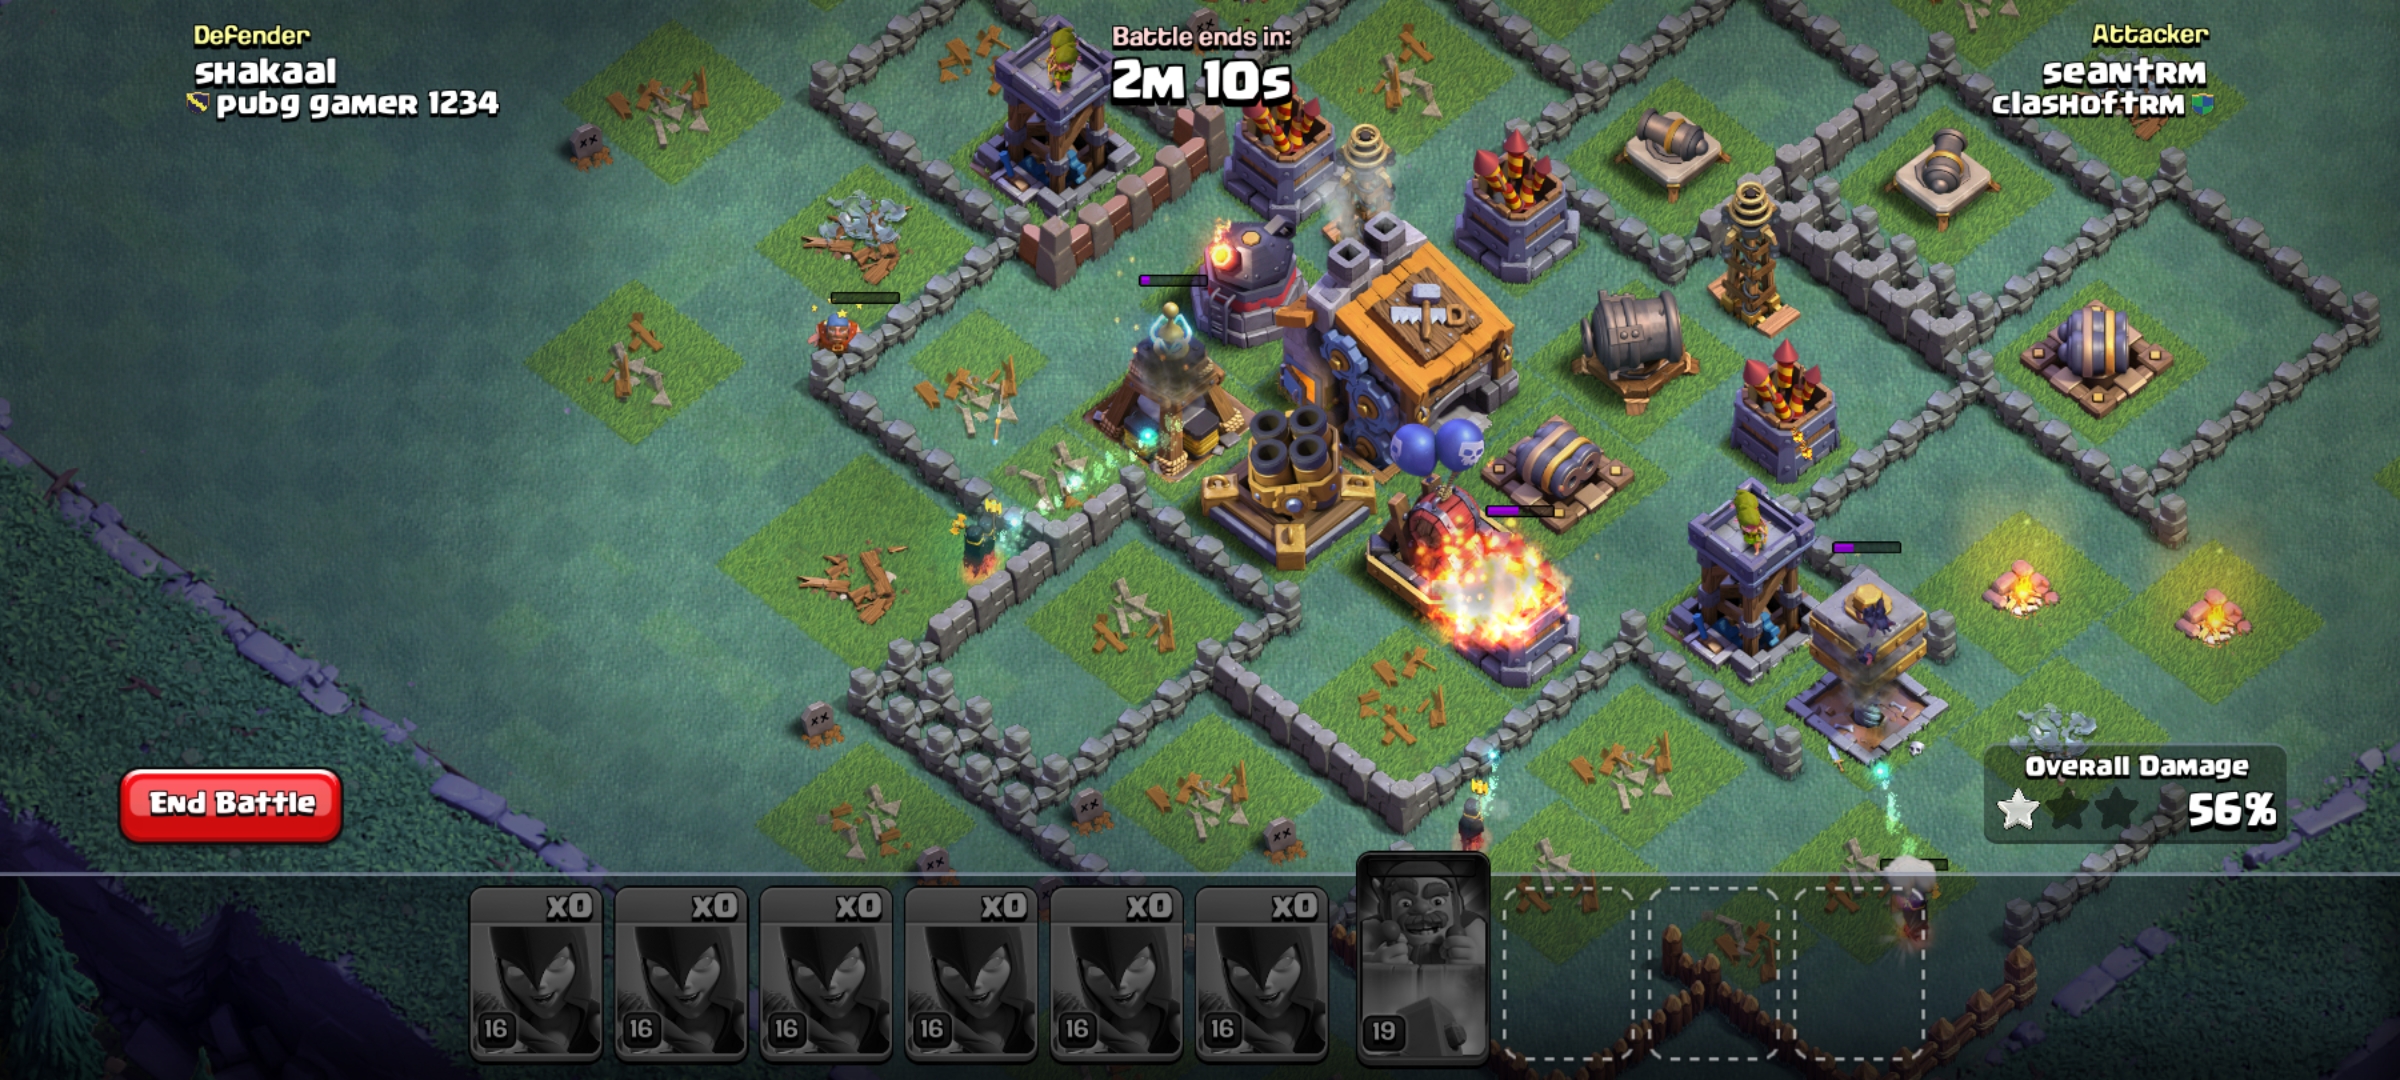 Defender
shakaal
pubg gamer 1234
Battle ends in:
2M 10s
Attacker
seantrm
clashoftrm
End Battle
Overall Damage
56%
x0
x0
x0
x0
x0
x0
16
16
16
16
16
16
19